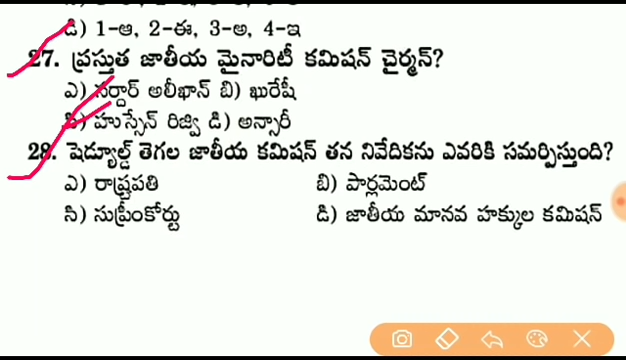 డి) 1-ఆ, 2-ఈ, 3-అ, 4-ఇ
27. ప్రస్తుత జాతీయ మైనారిటీ కమిషన్ చైర్మన్?
ఎ) సర్దార్ అలీఖాన్ బి) ఖురేషీ
సి) హుస్సేన్ రిజ్వి డి) అన్సారీ
28. షెడ్యూల్డ్ తెగల జాతీయ కమిషన్ తన నివేదికను ఎవరికి సమర్పిస్తుంది?
ఎ) రాష్ట్రపతి బి) పార్లమెంట్
సి) సుప్రీంకోర్టు డి) జాతీయ మానవ హక్కుల కమిషన్